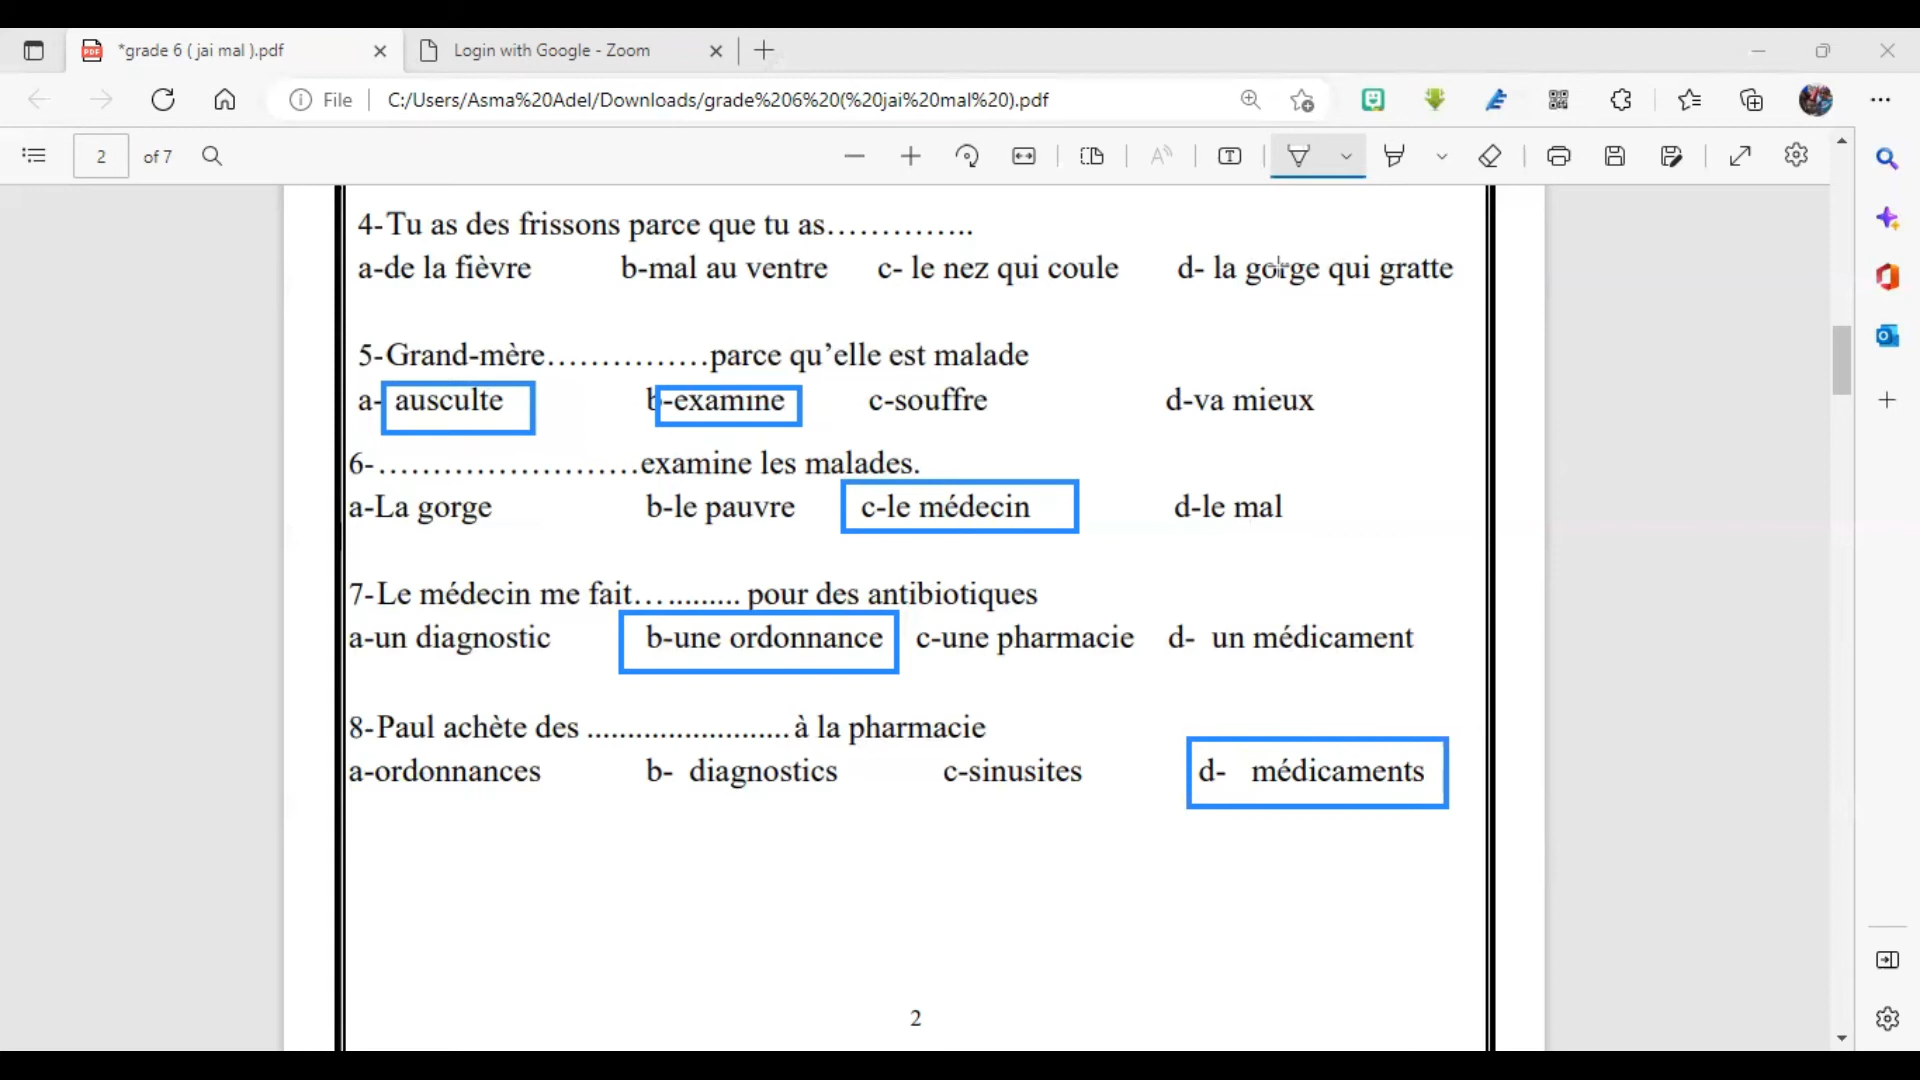 *grade 6 ( jai mal ).pdf
Login with Google - Zoom
File
C:/Users/Asma%20Adel/Downloads/grade%206%20(%20jai%20mal%20).pdf
2 of 7
4-Tu as des frissons parce que tu as…………..
a-de la fièvre b-mal au ventre c- le nez qui coule d- la gorge qui gratte
5-Grand-mère……………parce qu’elle est malade
a- ausculte b-examine c-souffre d-va mieux
6-……………………examine les malades.
a-La gorge b-le pauvre c-le médecin d-le mal
7-Le médecin me fait…......... pour des antibiotiques
a-un diagnostic b-une ordonnance c-une pharmacie d- un médicament
8-Paul achète des ......................... à la pharmacie
a-ordonnances b- diagnostics c-sinusites d- médicaments
2